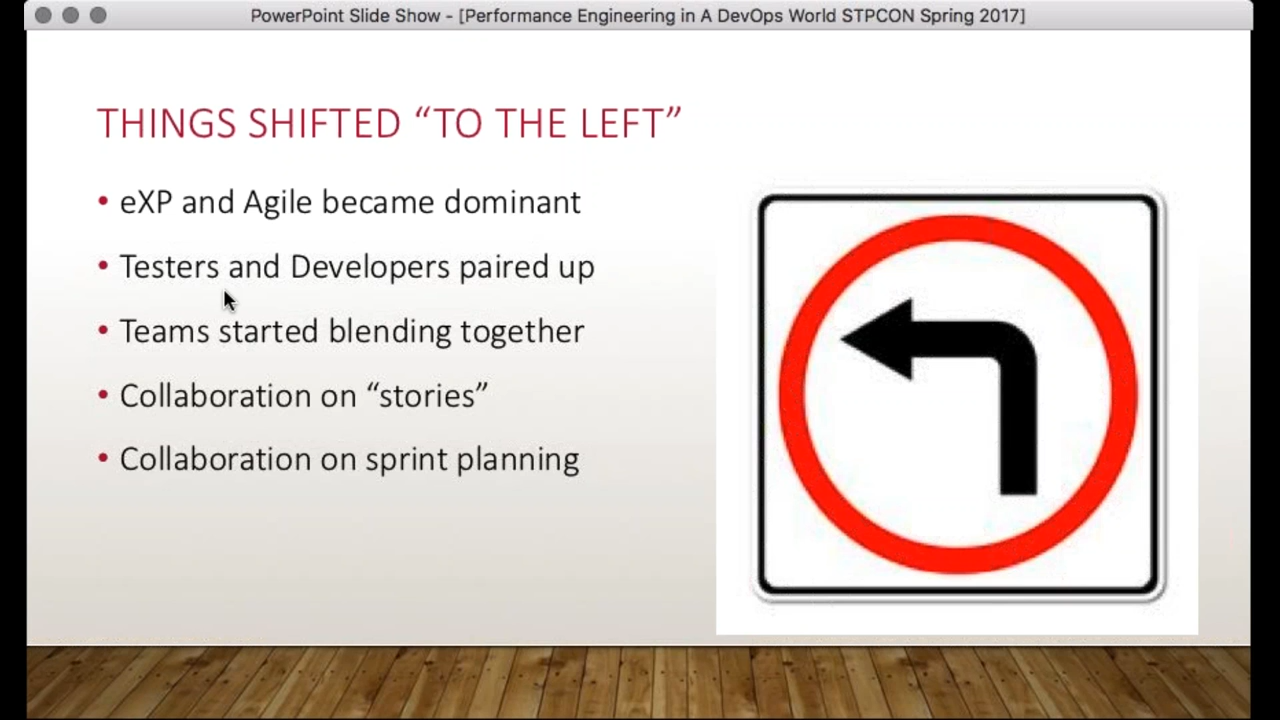 PowerPoint Slide Show - [Performance Engineering in A DevOps World STPCON Spring 2017]
THINGS SHIFTED “TO THE LEFT”
• eXP and Agile became dominant
• Testers and Developers paired up
• Teams started blending together
• Collaboration on “stories”
• Collaboration on sprint planning